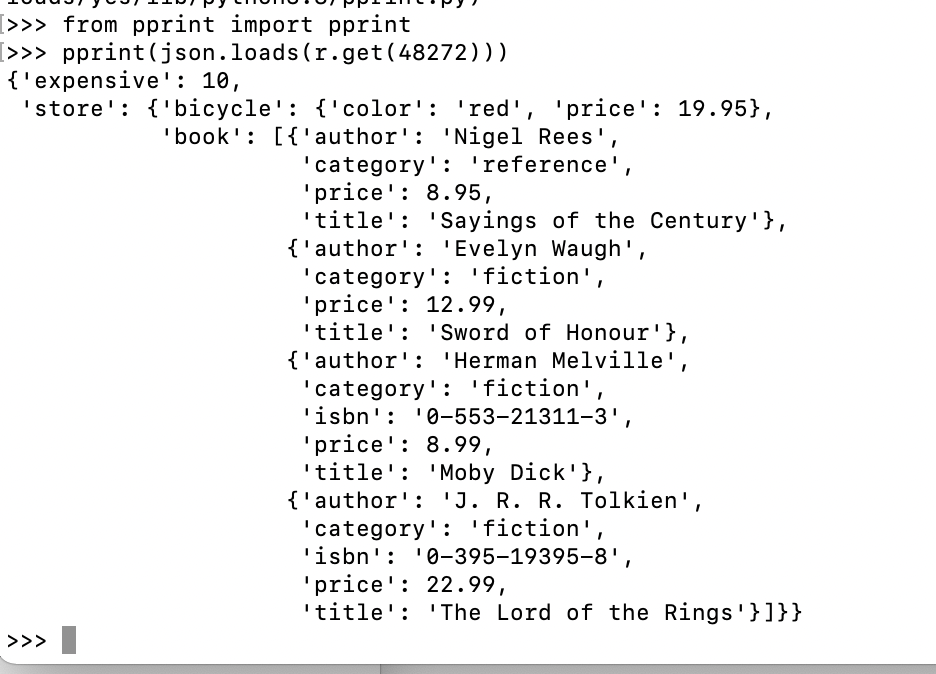 >>> from pprint import pprint
>>> pprint(json.loads(r.get(48272)))
{'expensive': 10,
 'store': {'bicycle': {'color': 'red', 'price': 19.95},
           'book': [{'author': 'Nigel Rees',
                     'category': 'reference',
                     'price': 8.95,
                     'title': 'Sayings of the Century'},
                    {'author': 'Evelyn Waugh',
                     'category': 'fiction',
                     'price': 12.99,
                     'title': 'Sword of Honour'},
                    {'author': 'Herman Melville',
                     'category': 'fiction',
                     'isbn': '0-553-21311-3',
                     'price': 8.99,
                     'title': 'Moby Dick'},
                    {'author': 'J. R. R. Tolkien',
                     'category': 'fiction',
                     'isbn': '0-395-19395-8',
                     'price': 22.99,
                     'title': 'The Lord of the Rings'}]}}
>>>